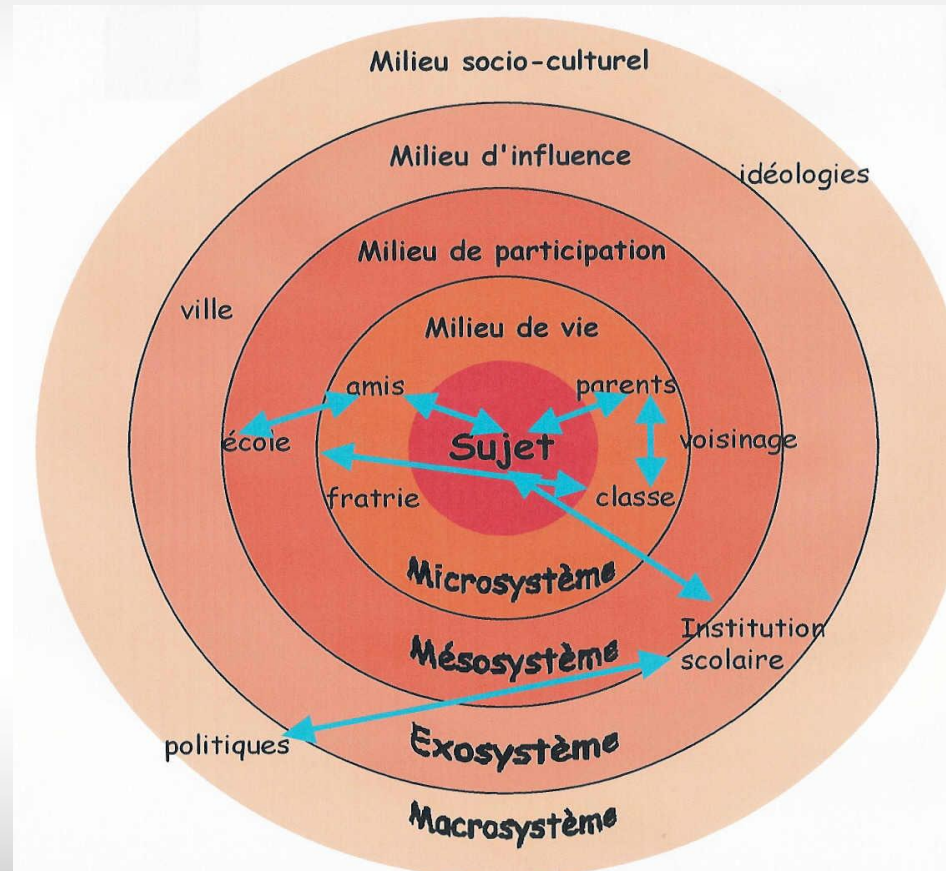 Milieu socio-culturel
Milieu d'influence
idéologies
Milieu de participation
ville
Milieu de vie
amis
parents
école
Sujet
voisinage
fratrie
classe
Microsystème
Institution
scolaire
Mésosystème
politiques
Exosystème
Macrosystème